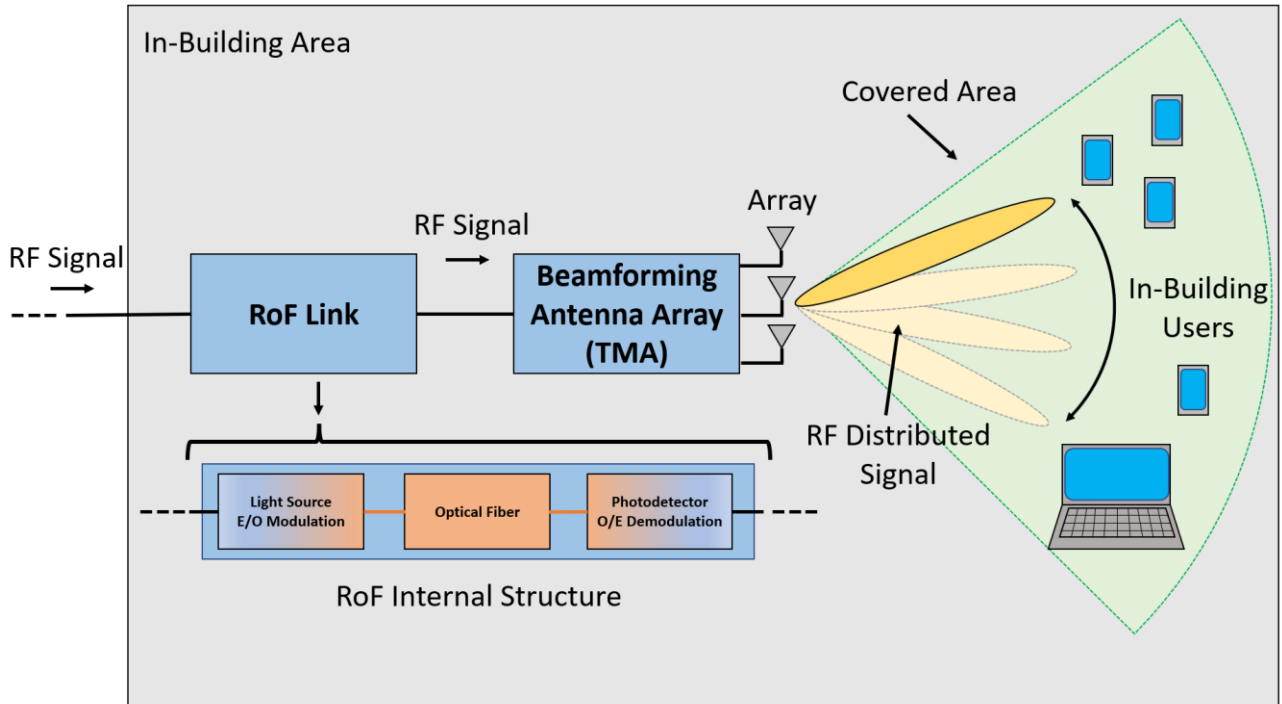 In-Building Area
Covered Area
Array
RF Signal
RF Signal
RoF Link
Beamforming
Antenna Array
(TMA)
In-Building
Users
RF Distributed
Signal
Light Source
E/O Modulation
Optical Fiber
Photodetector
O/E Demodulation
RoF Internal Structure